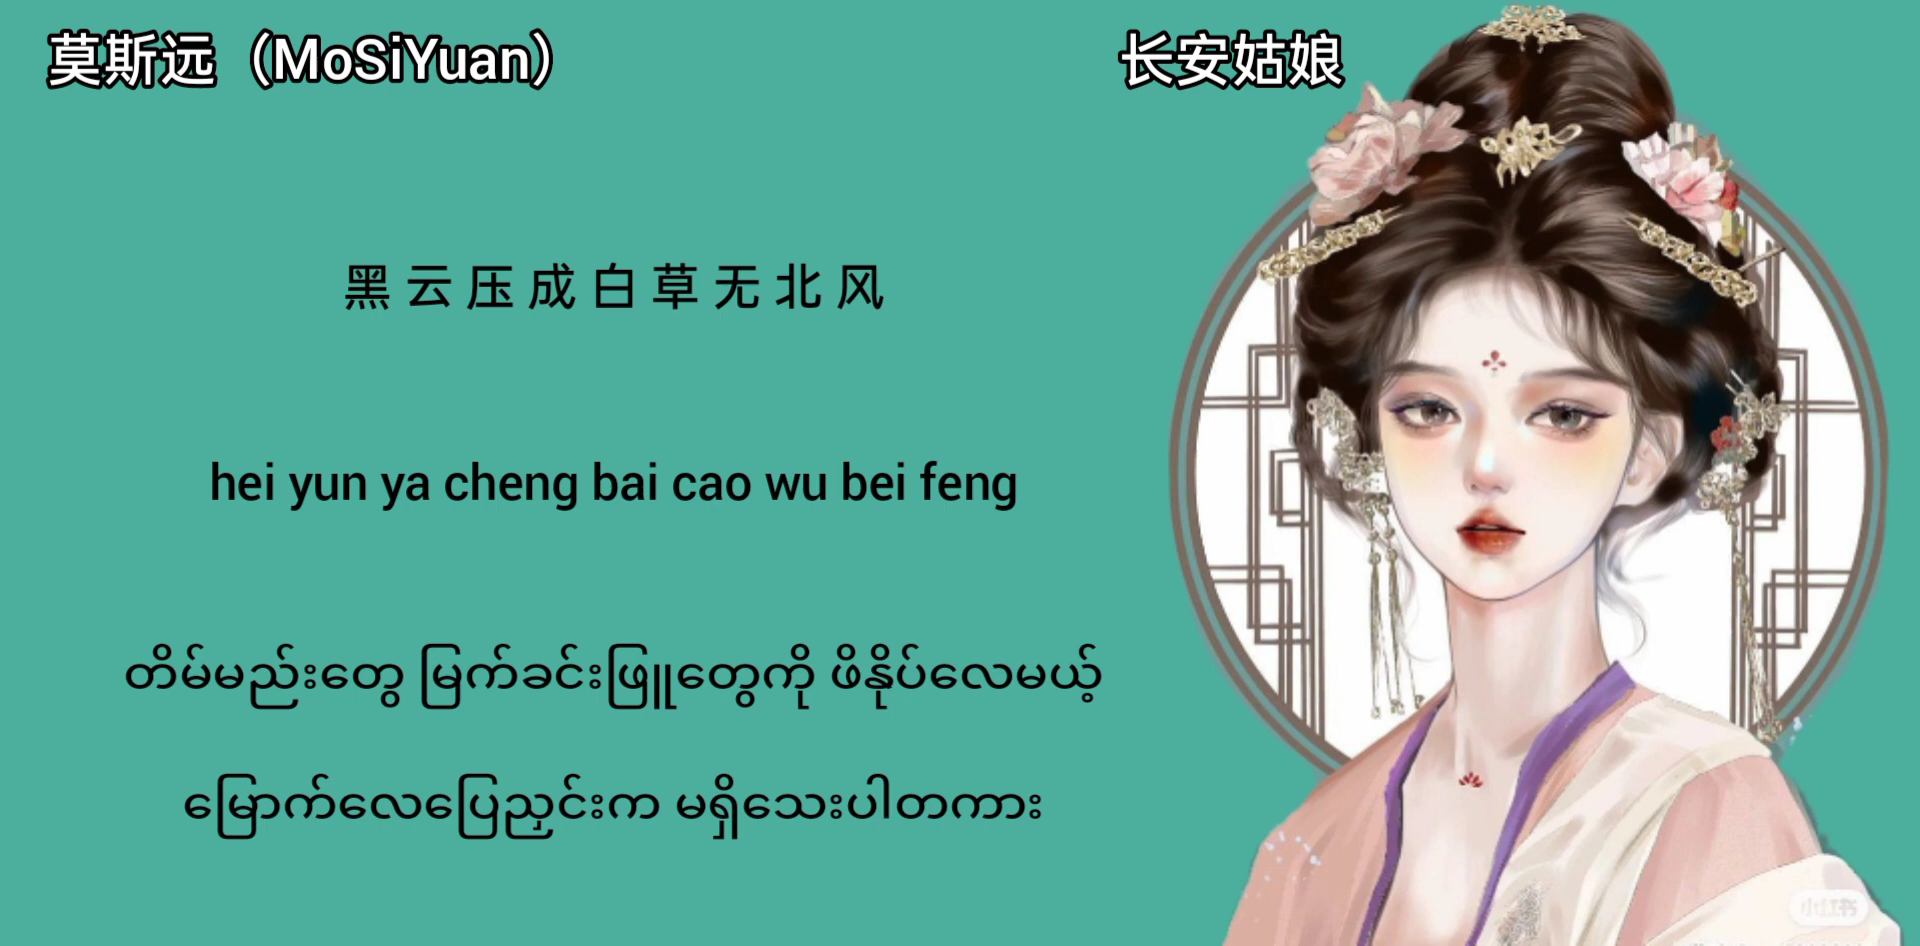 莫斯远（MoSiYuan）
长安姑娘
黑云压成白草无北风
hei yun ya cheng bai cao wu bei feng
တိမ်မည်းတွေ မြက်ခင်းဖြူတွေကို ဖိနှိပ်လေမယ့်
မြောက်လေပြေညှင်းက မရှိသေးပါတကား
小红书